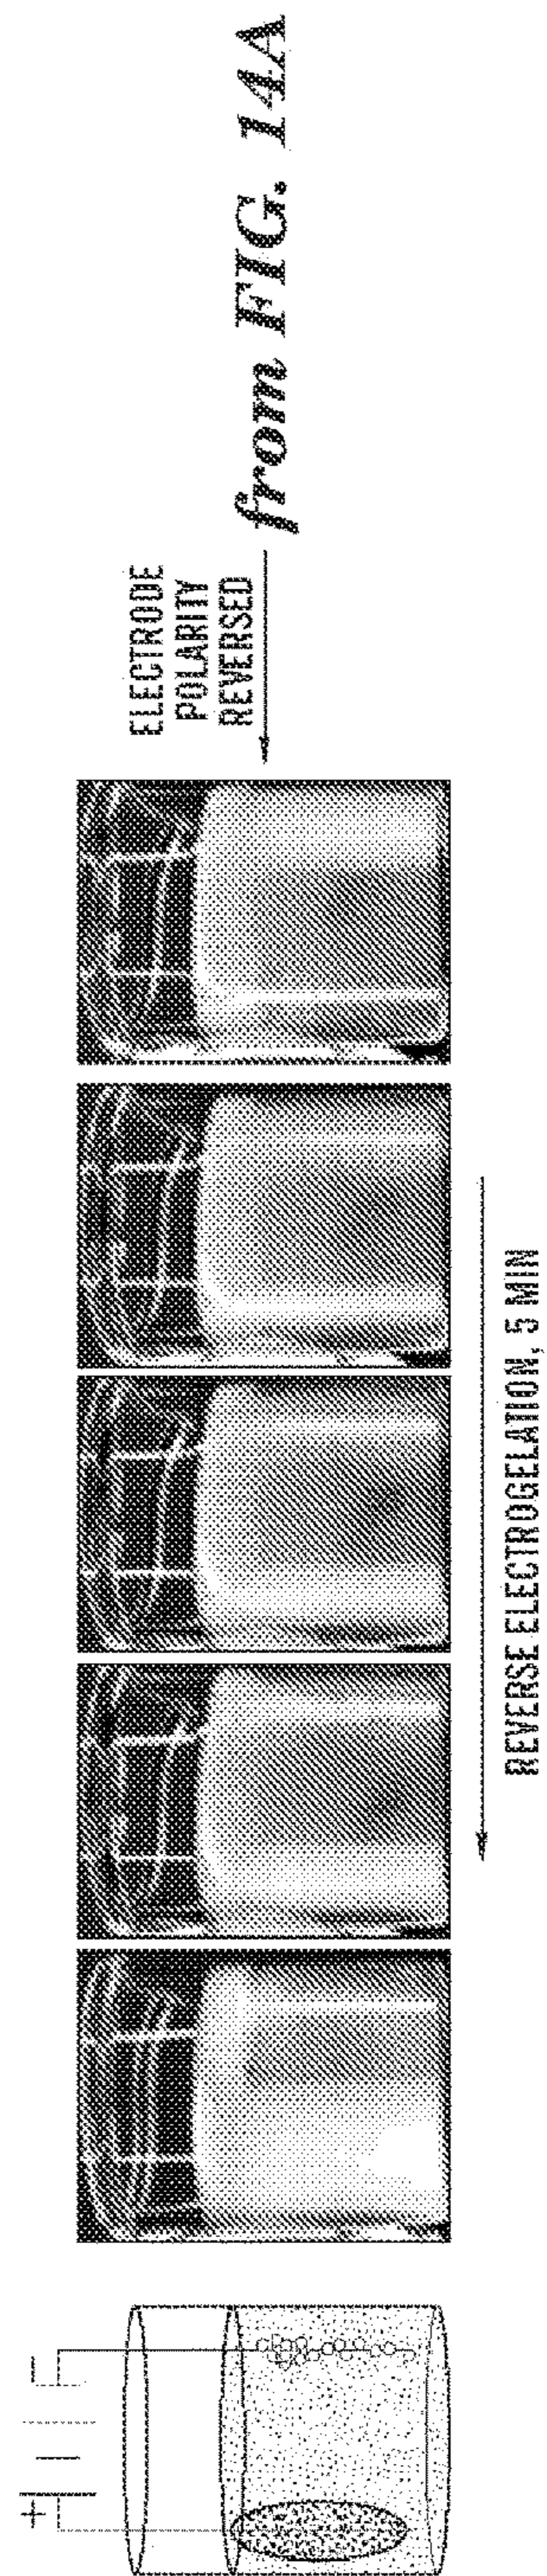 from FIG. 14A
ELECTRODE
POLARITY
REVERSED
REVERSE ELECTROGELATION, 5 MIN
+
−